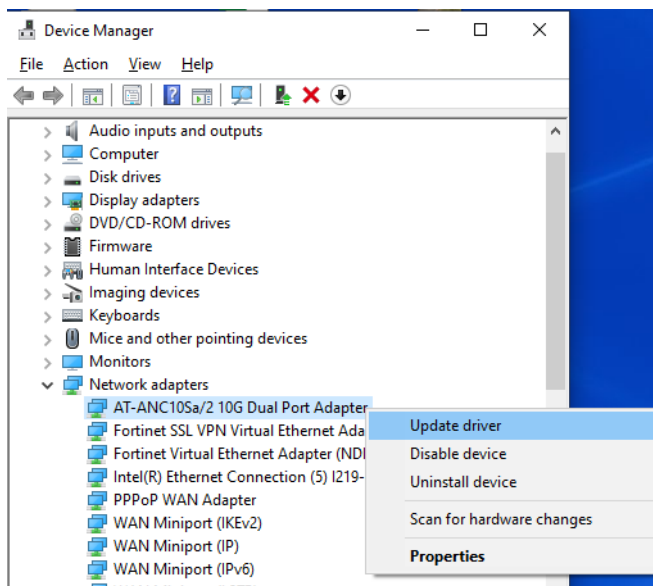 Device Manager
File Action View Help
Audio inputs and outputs
Computer
Disk drives
Display adapters
DVD/CD-ROM drives
Firmware
Human Interface Devices
Imaging devices
Keyboards
Mice and other pointing devices
Monitors
Network adapters
AT-ANC10Sa/2 10G Dual Port Adapter
Fortinet SSL VPN Virtual Ethernet Ada
Fortinet Virtual Ethernet Adapter (NDI
Intel(R) Ethernet Connection (5) I219-
PPPoP WAN Adapter
WAN Miniport (IKEv2)
WAN Miniport (IP)
WAN Miniport (IPv6)
Update driver
Disable device
Uninstall device
Scan for hardware changes
Properties